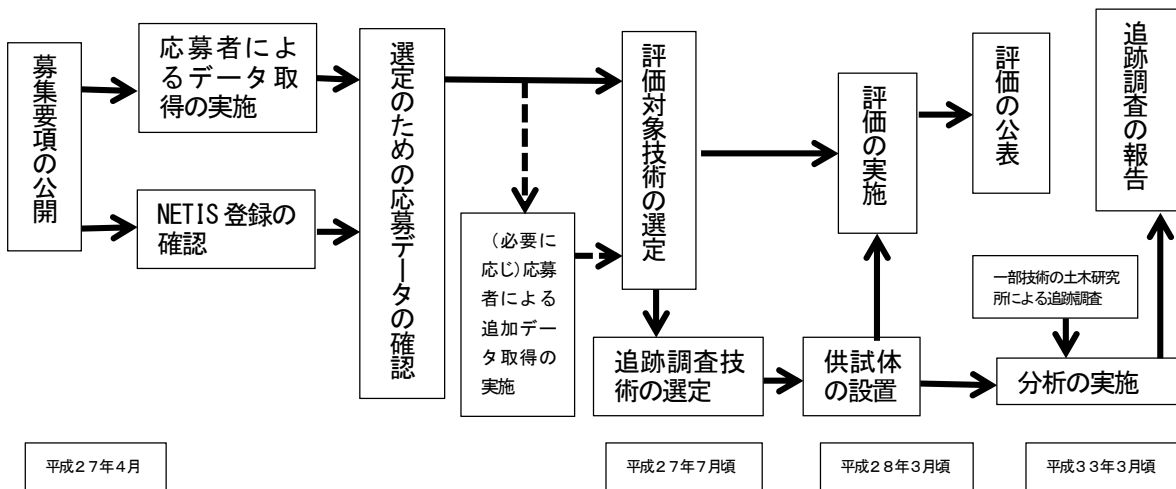 募集要項の公開
応募者によ
るデータ取
得の実施
NETIS 登録の
確認
選定のための応募データの確認
（必要に
応じ）応募
者による
追加デー
タ取得の
実施
評価対象技術の選定
追跡調査技
術の選定
評価の実施
供試体
の設置
評価の公表
一部技術の土木研究
所による追跡調査
分析の実施
追跡調査の報告
平成２７年４月
平成２７年７月頃
平成２８年３月頃
平成３３年３月頃